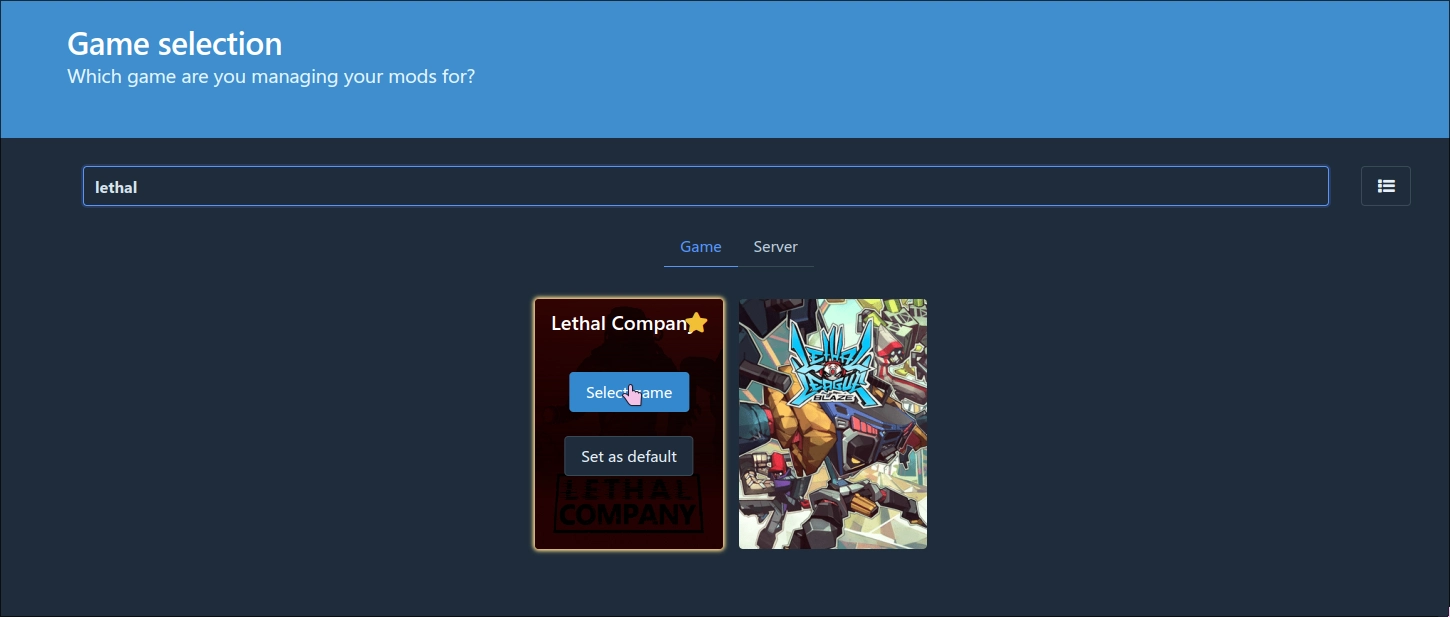 Game selection
Which game are you managing your mods for?
lethal
Game Server
Lethal Company
Select game
Set as default
LETHAL
COMPANY
LETHAL
LEAGUE
BLAZE